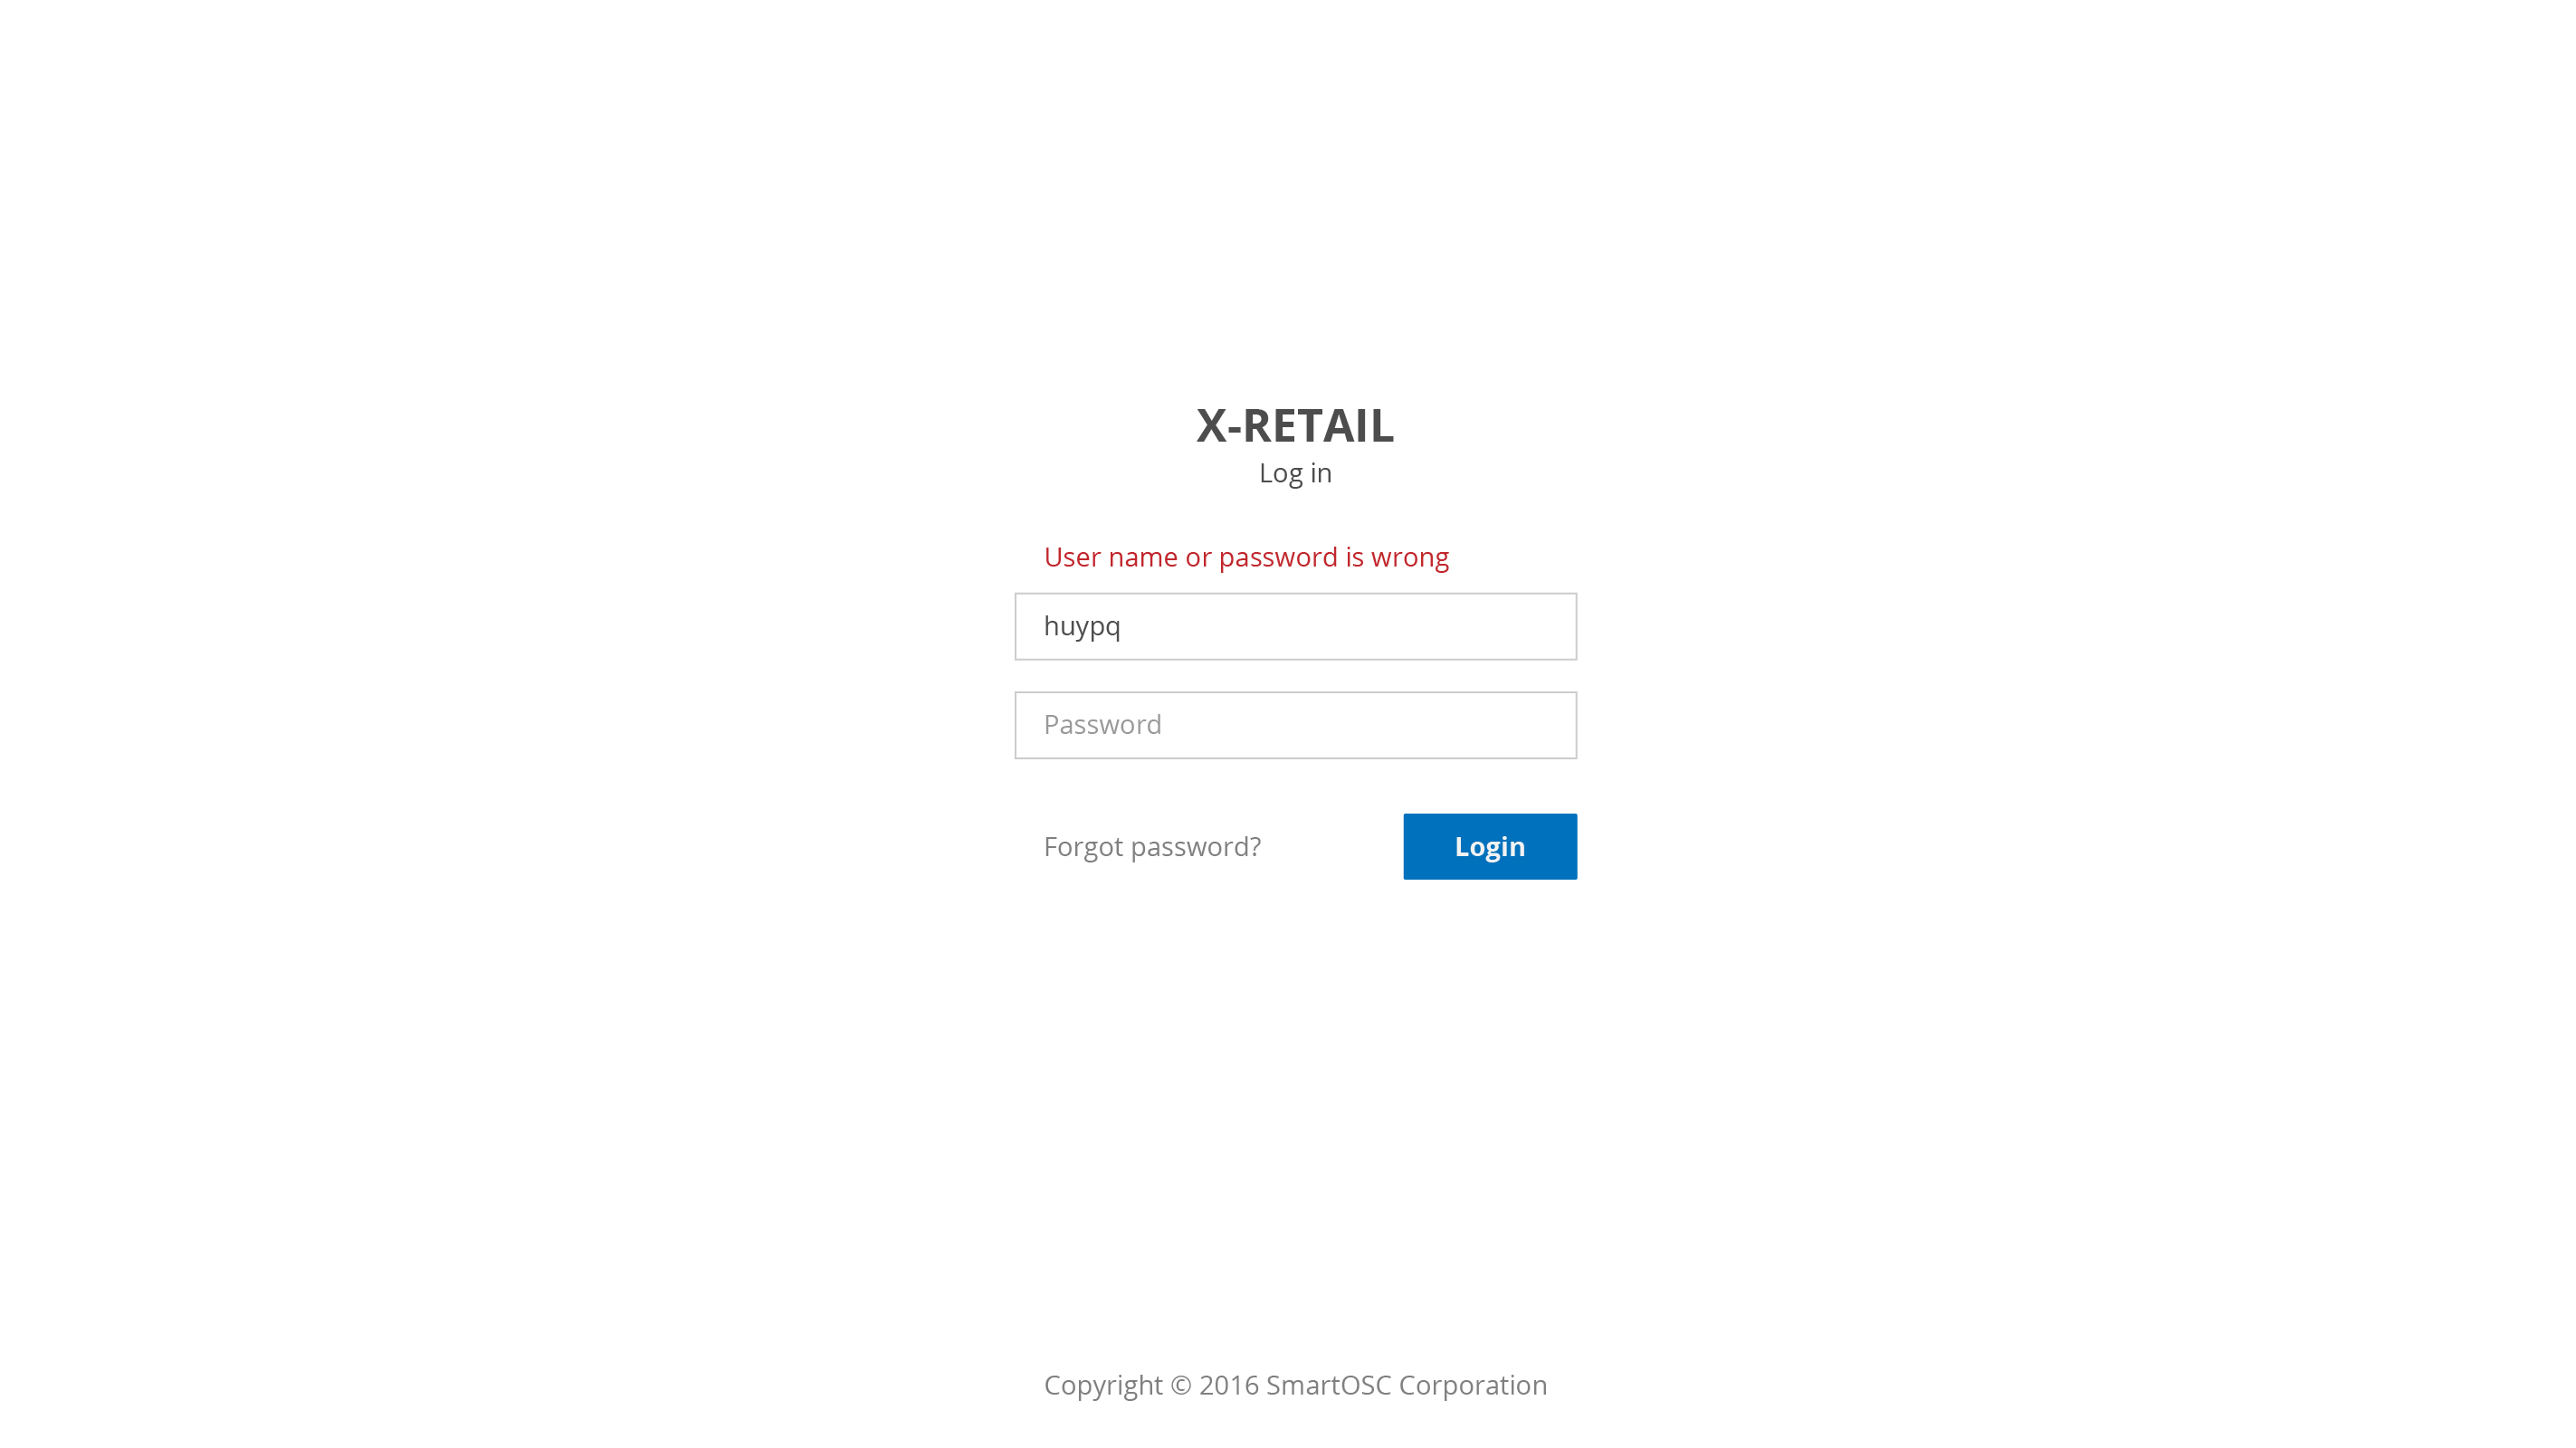 X-RETAIL
Log in
User name or password is wrong
huypq
Password
Forgot password?
Login
Copyright © 2016 SmartOSC Corporation